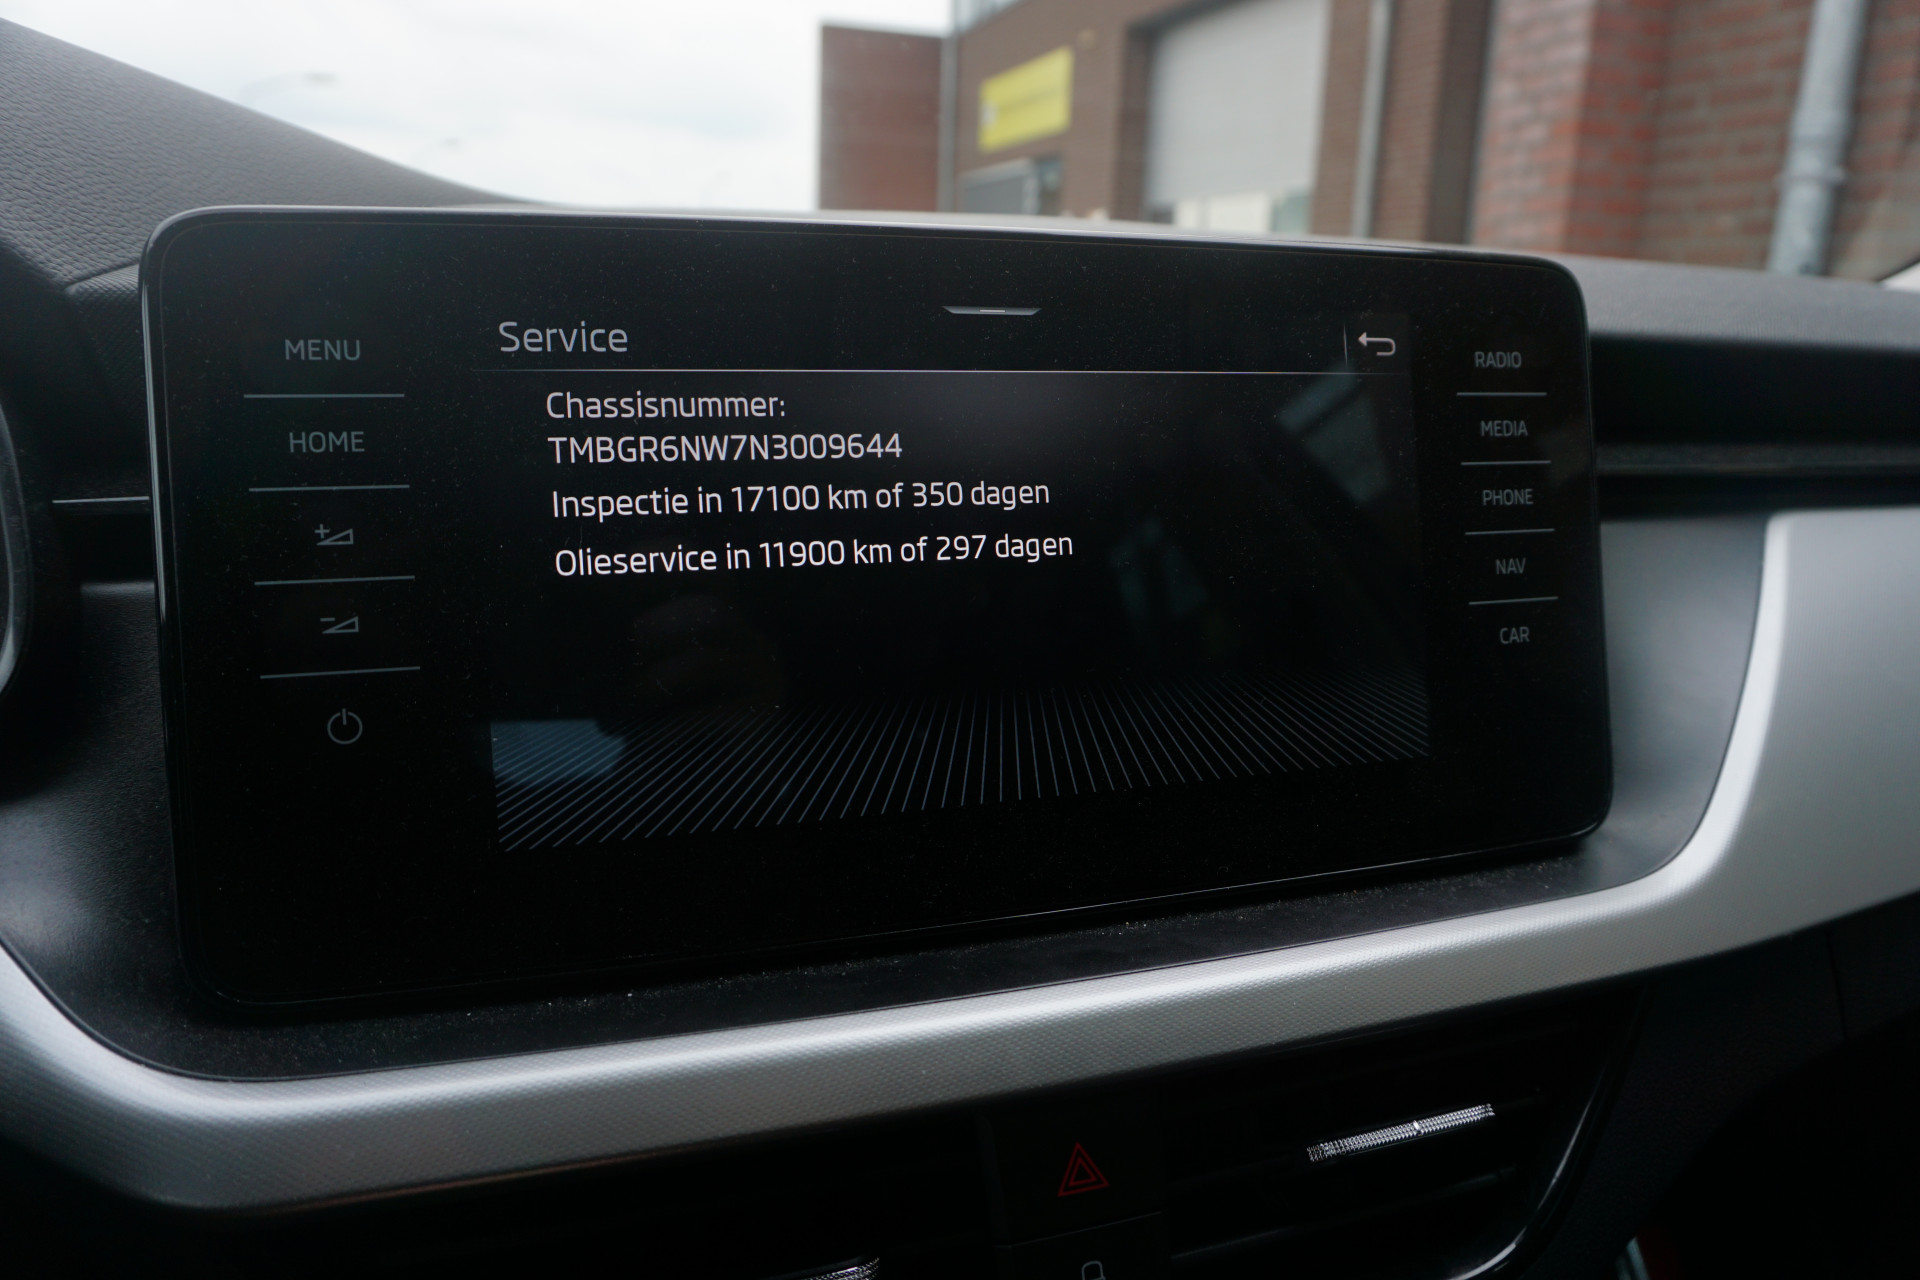 Service
Chassisnummer:
TMBGR6NW7N3009644
Inspectie in 17100 km of 350 dagen
Olieservice in 11900 km of 297 dagen
MENU
HOME
RADIO
MEDIA
PHONE
NAV
CAR